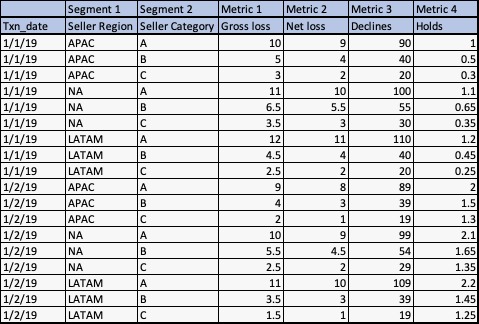 Segment 1 Segment 2 Metric 1 Metric 2 Metric 3 Metric 4
Txn_date Seller Region Seller Category Gross loss Net loss Declines Holds
1/1/19 APAC A 10 9 90 1
1/1/19 APAC B 5 4 40 0.5
1/1/19 APAC C 3 2 20 0.3
1/1/19 NA A 11 10 100 1.1
1/1/19 NA B 6.5 5.5 55 0.65
1/1/19 NA C 3.5 3 30 0.35
1/1/19 LATAM A 12 11 110 1.2
1/1/19 LATAM B 4.5 4 40 0.45
1/1/19 LATAM C 2.5 2 20 0.25
1/2/19 APAC A 9 8 89 2
1/2/19 APAC B 4 3 39 1.5
1/2/19 APAC C 2 1 19 1.3
1/2/19 NA A 10 9 99 2.1
1/2/19 NA B 5.5 4.5 54 1.65
1/2/19 NA C 2.5 2 29 1.35
1/2/19 LATAM A 11 10 109 2.2
1/2/19 LATAM B 3.5 3 39 1.45
1/2/19 LATAM C 1.5 1 19 1.25